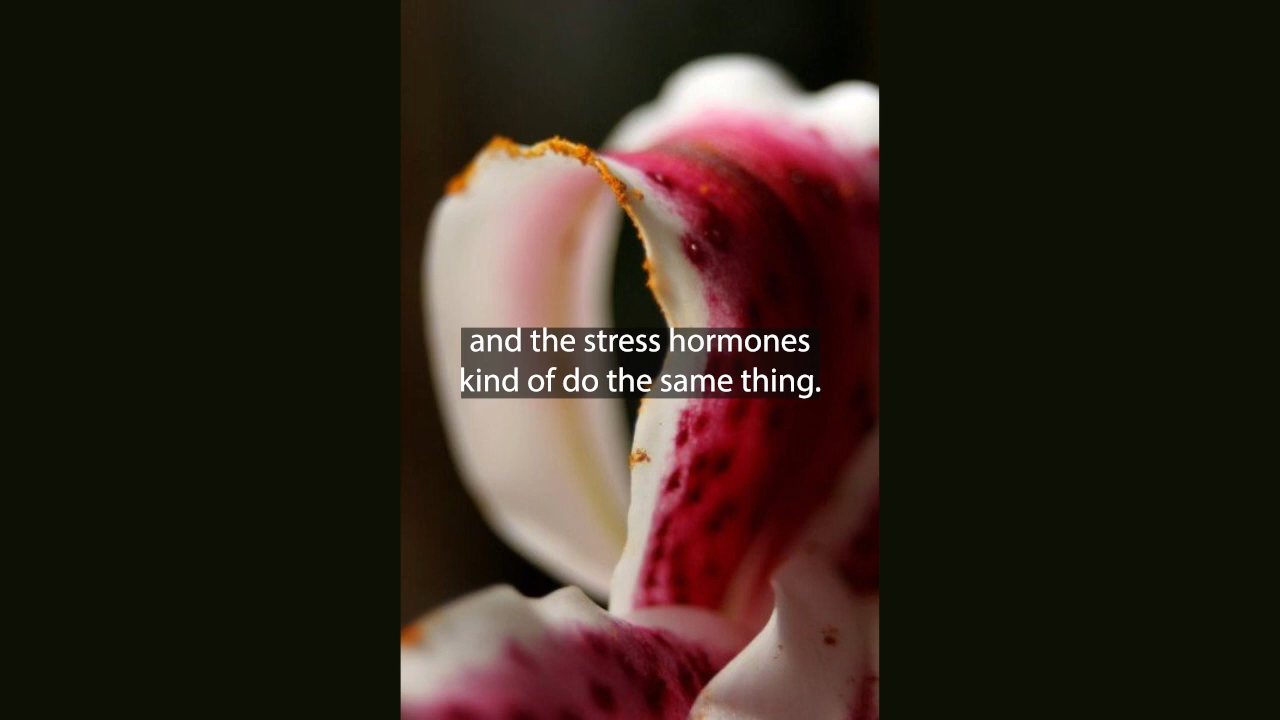 and the stress hormones
kind of do the same thing.